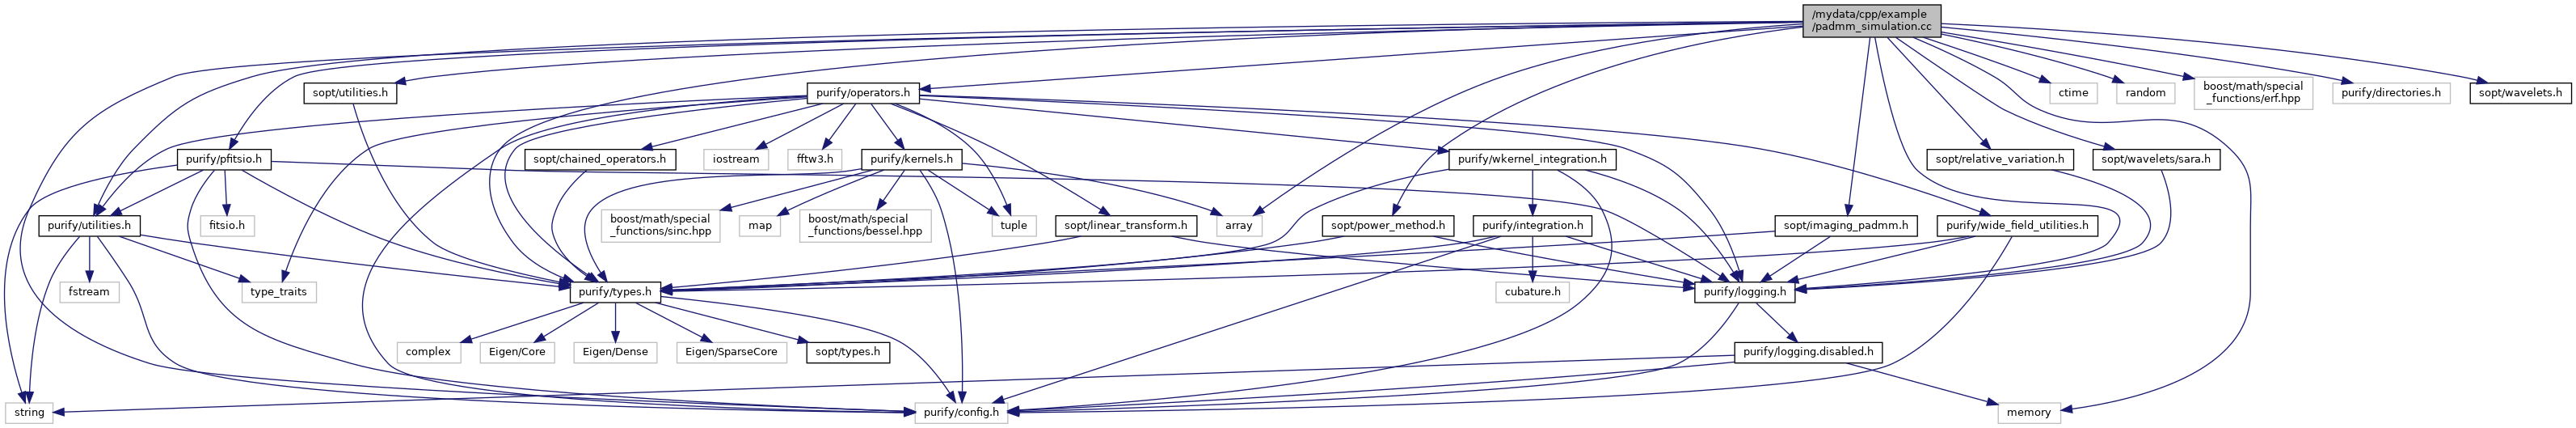 /mydata/cpp/example
/padmm_simulation.cc
sopt/utilities.h
purify/operators.h
ctime
random
boost/math/special
_functions/erf.hpp
purify/directories.h
sopt/wavelets.h
purify/pfitsio.h
sopt/chained_operators.h
iostream
fftw3.h
purify/kernels.h
purify/wkernel_integration.h
sopt/relative_variation.h
sopt/wavelets/sara.h
purify/utilities.h
fitsio.h
boost/math/special
_functions/sinc.hpp
map
boost/math/special
_functions/bessel.hpp
tuple
sopt/linear_transform.h
array
sopt/power_method.h
purify/integration.h
sopt/imaging_padmm.h
purify/wide_field_utilities.h
fstream
type_traits
purify/types.h
cubature.h
purify/logging.h
complex
Eigen/Core
Eigen/Dense
Eigen/SparseCore
sopt/types.h
purify/logging.disabled.h
string
purify/config.h
memory